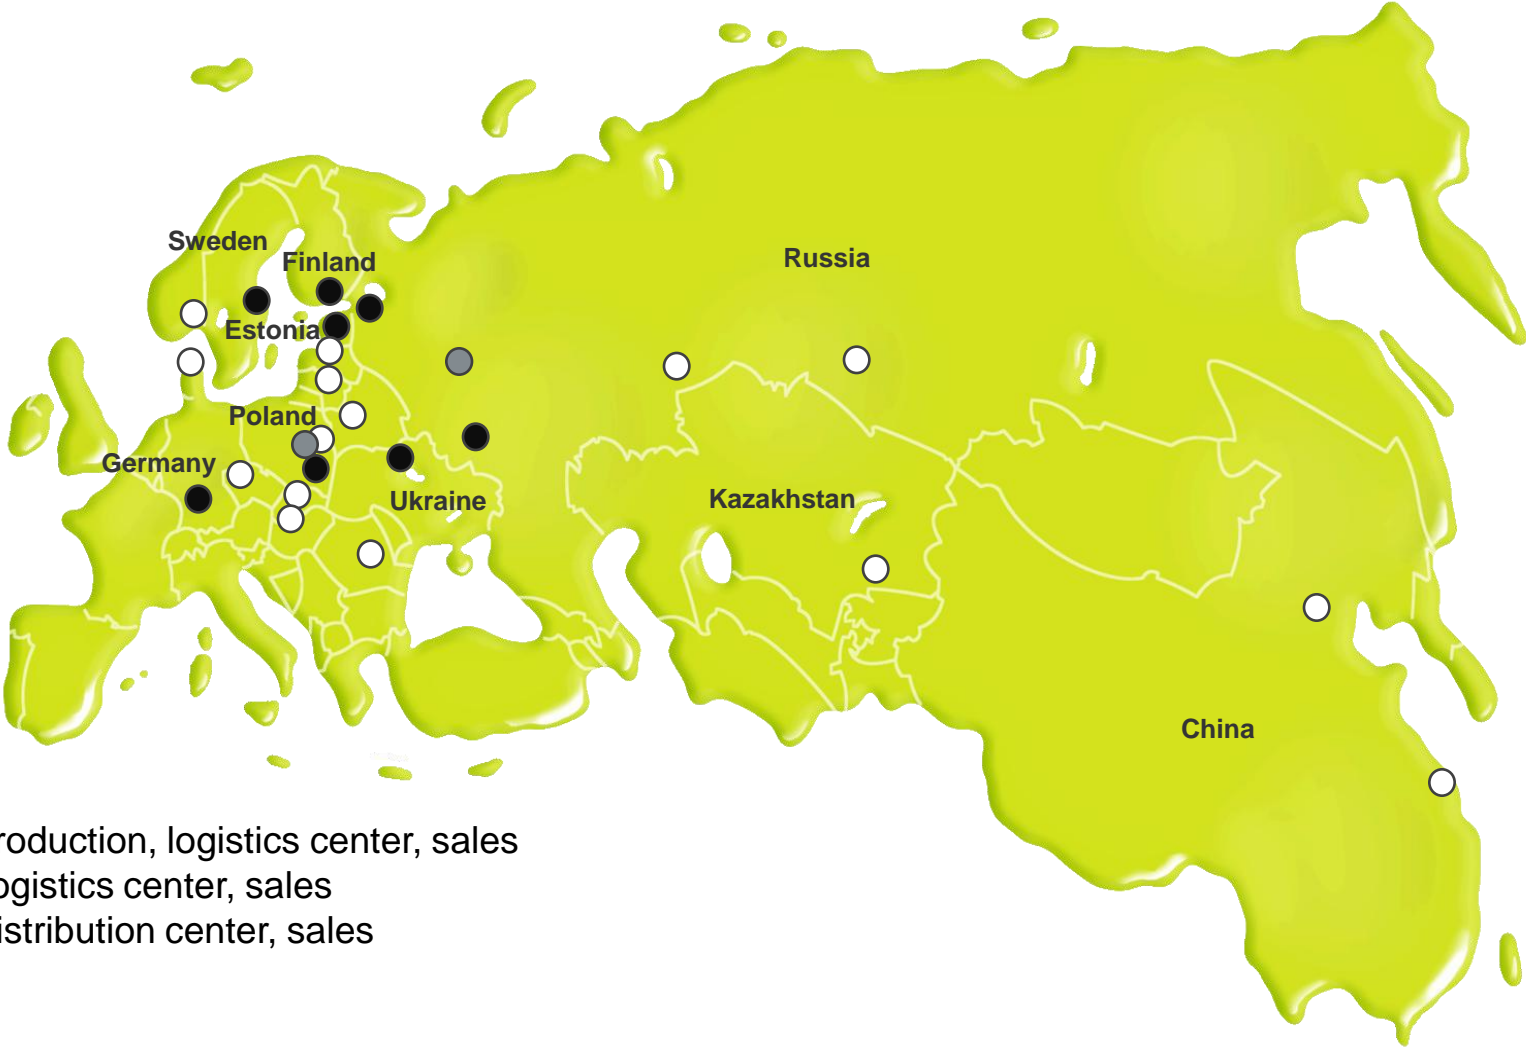 Sweden
Finland
Russia
Estonia
Poland
Germany
Ukraine
Kazakhstan
China
roduction, logistics center, sales
ogistics center, sales
istribution center, sales